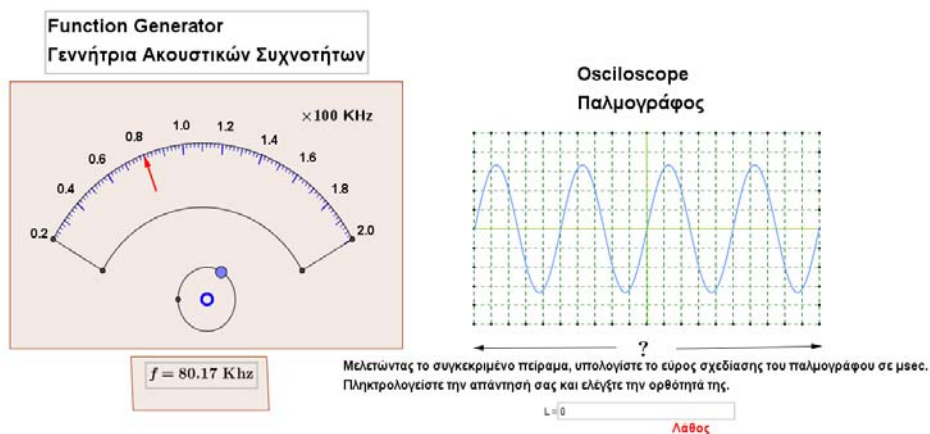 Function Generator
Γεννήτρια Ακουστικών Συχνοτήτων
×100 KHz
0.2
0.4
0.6
0.8
1.0
1.2
1.4
1.6
1.8
2.0
f = 80.17 Khz
Osciloscope
Παλμογράφος
?
Μελετώντας το συγκεκριμένο πείραμα, υπολογίστε το εύρος σχεδίασης του παλμογράφου σε μsec.
Πληκτρολογείστε την απάντησή σας και ελέγξτε την ορθότητά της.
L = 0
Λάθος